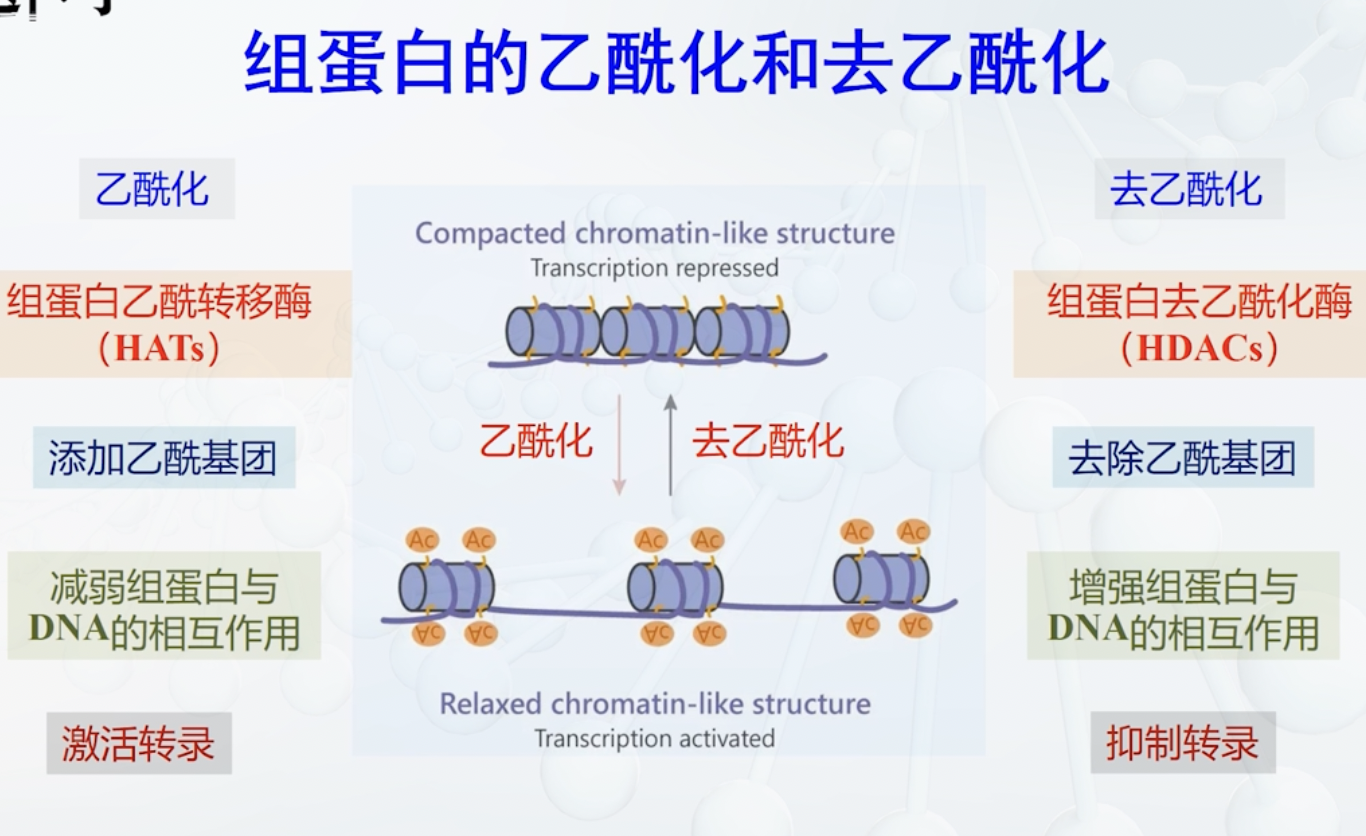 组蛋白的乙酰化和去乙酰化
乙酰化
组蛋白乙酰转移酶
（HATs）
添加乙酰基团
减弱组蛋白与
DNA的相互作用
激活转录
Compacted chromatin-like structure
Transcription repressed
乙酰化
去乙酰化
Ac Ac Ac Ac Ac Ac
Ac Ac Ac Ac Ac Ac
Relaxed chromatin-like structure
Transcription activated
去乙酰化
组蛋白去乙酰化酶
（HDACs）
去除乙酰基团
增强组蛋白与
DNA的相互作用
抑制转录